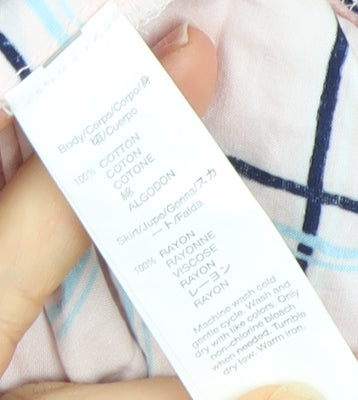 Body/Corps/Corpo/身
頃/Cuerpo
100% COTTON
COTON
COTONE
綿
ALGODON
Skirt/Jupe/Gonna/スカ
ート/Falda
100% RAYON
RAYONNE
VISCOSE
RAYON
レーヨン
RAYON
Machine wash cold
gentle cycle. Wash and
dry with like colors. Only
non-chlorine bleach
when needed. Tumble
dry low. Warm iron.